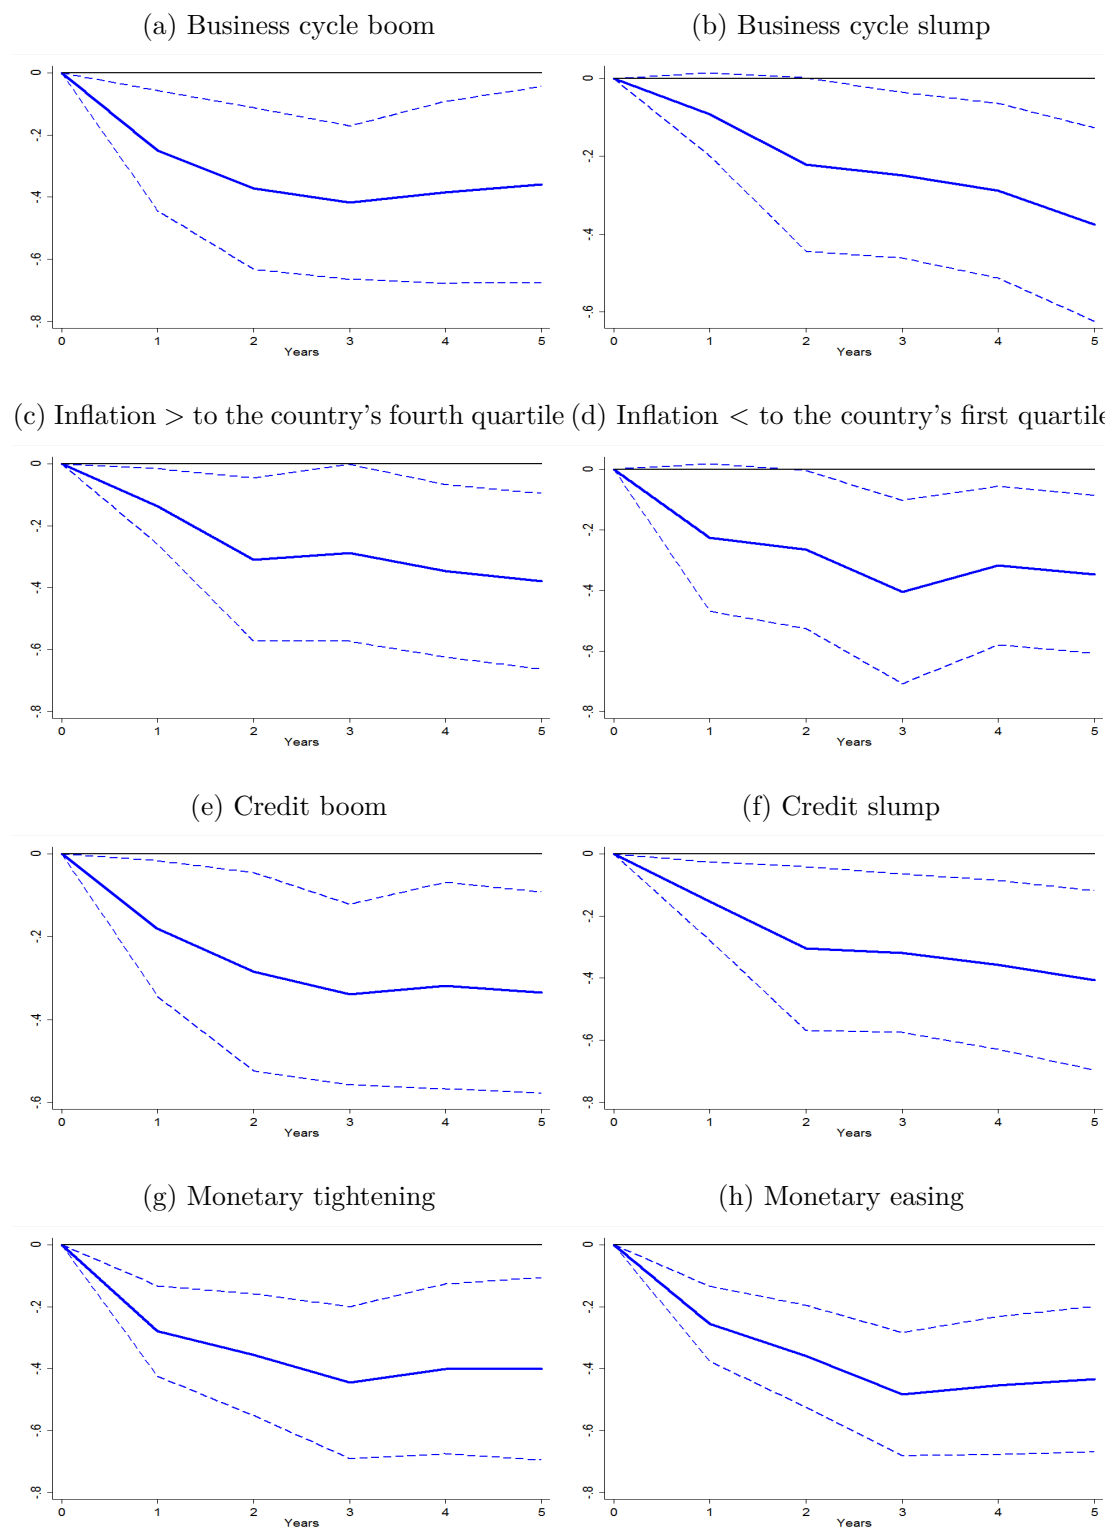 (a) Business cycle boom
(b) Business cycle slump
0
-.2
-.4
-.6
-.8
0 1 2 3 4 5
Years
0
-.2
-.4
-.6
0 1 2 3 4 5
Years
(c) Inflation > to the country's fourth quartile
(d) Inflation < to the country's first quartile
0
-.2
-.4
-.6
-.8
0 1 2 3 4 5
Years
0
-.2
-.4
-.6
-.8
0 1 2 3 4 5
Years
(e) Credit boom
(f) Credit slump
0
-.2
-.4
-.6
0 1 2 3 4 5
Years
0
-.2
-.4
-.6
-.8
0 1 2 3 4 5
Years
(g) Monetary tightening
(h) Monetary easing
0
-.2
-.4
-.6
-.8
0 1 2 3 4 5
Years
0
-.2
-.4
-.6
-.8
0 1 2 3 4 5
Years